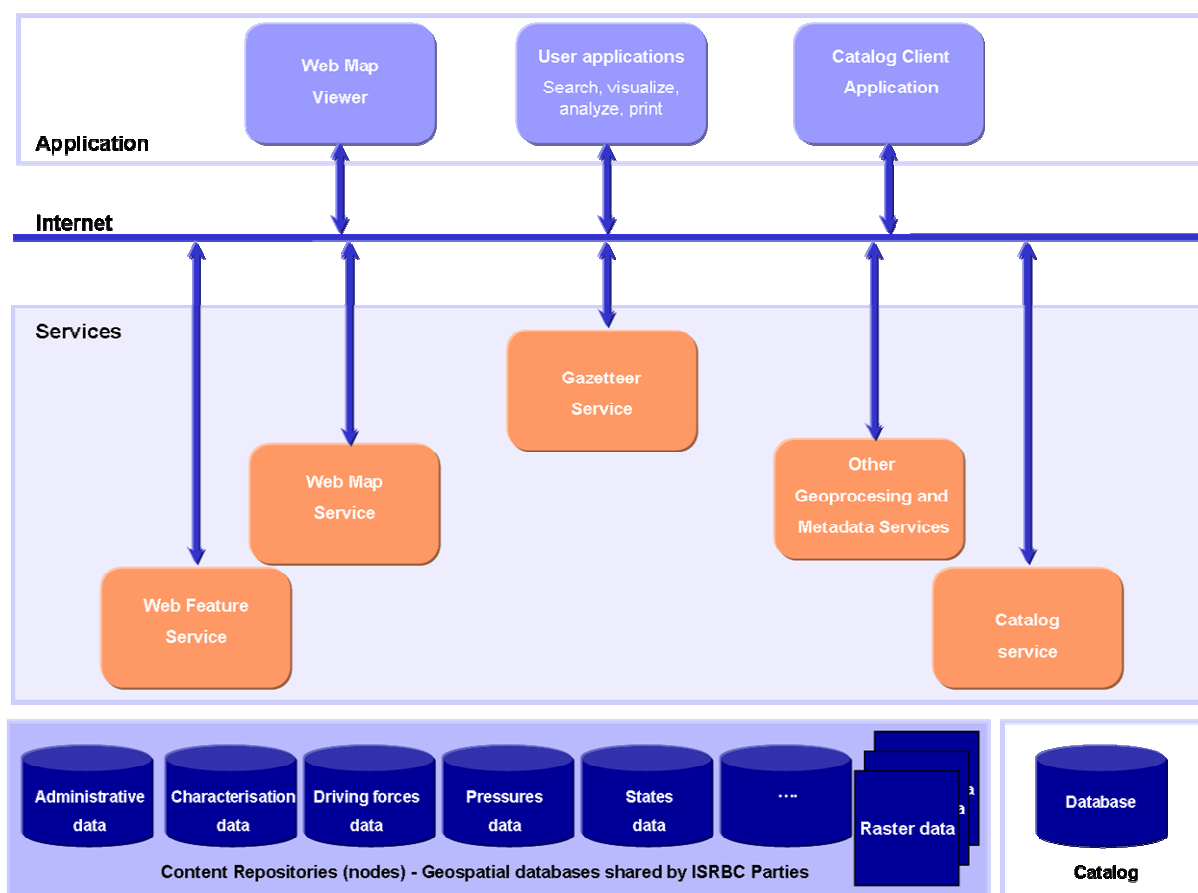 Web Map
Viewer
User applications
Search, visualize,
analyze, print
Catalog Client
Application
Application
Internet
Services
Gazetteer
Service
Web Map
Service
Other
Geoprocesing and
Metadata Services
Web Feature
Service
Catalog
service
Administrative
data
Characterisation
data
Driving forces
data
Pressures
data
States
data
....
Raster data
a
a
Database
Content Repositories (nodes) - Geospatial databases shared by ISRBC Parties
Catalog